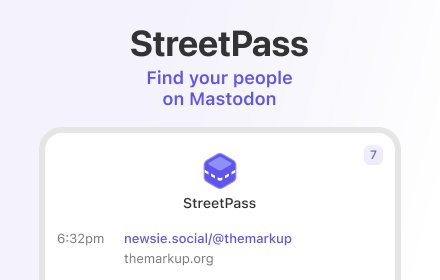 StreetPass
Find your people
on Mastodon
7
StreetPass
6:32pm newsie.social/@themarkup
themarkup.org